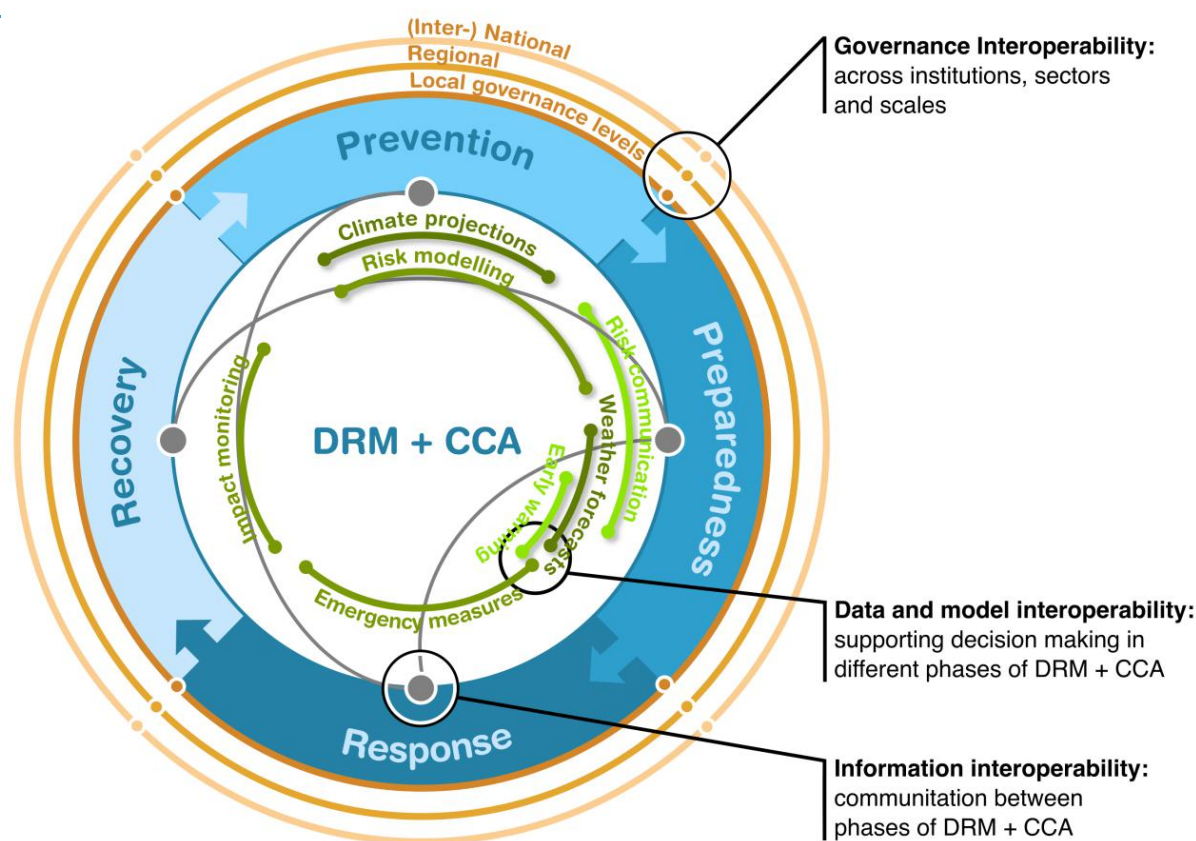 (Inter-) National
Regional
Local governance levels
Governance Interoperability:
across institutions, sectors
and scales
Prevention
Climate projections
Risk modelling
Risk communication
Preparedness
Recovery
Impact monitoring
DRM + CCA
Weather forecasts
Early warning
Emergency measures
Response
Data and model interoperability:
supporting decision making in
different phases of DRM + CCA
Information interoperability:
communitation between
phases of DRM + CCA